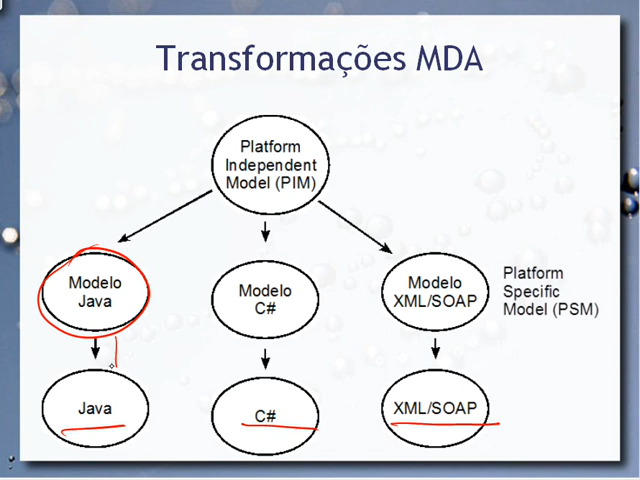 Transformações MDA
Platform
Independent
Model (PIM)
Modelo
Java
Modelo
C#
Modelo
XML/SOAP
Platform
Specific
Model (PSM)
Java
C#
XML/SOAP